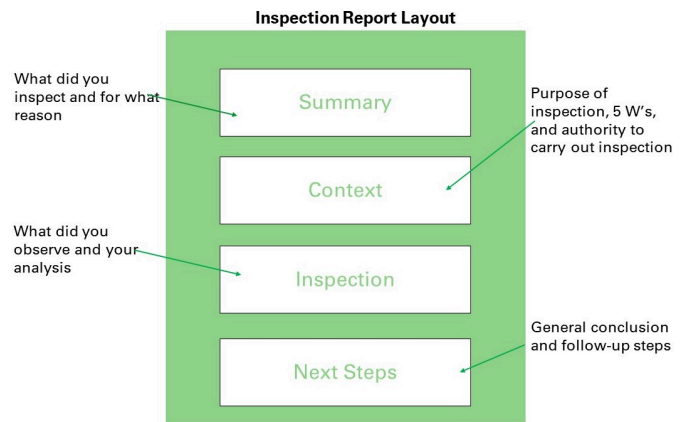 Inspection Report Layout
What did you
inspect and for what
reason
Summary
Purpose of
inspection, 5 W's,
and authority to
carry out inspection
Context
What did you
observe and your
analysis
Inspection
General conclusion
and follow-up steps
Next Steps